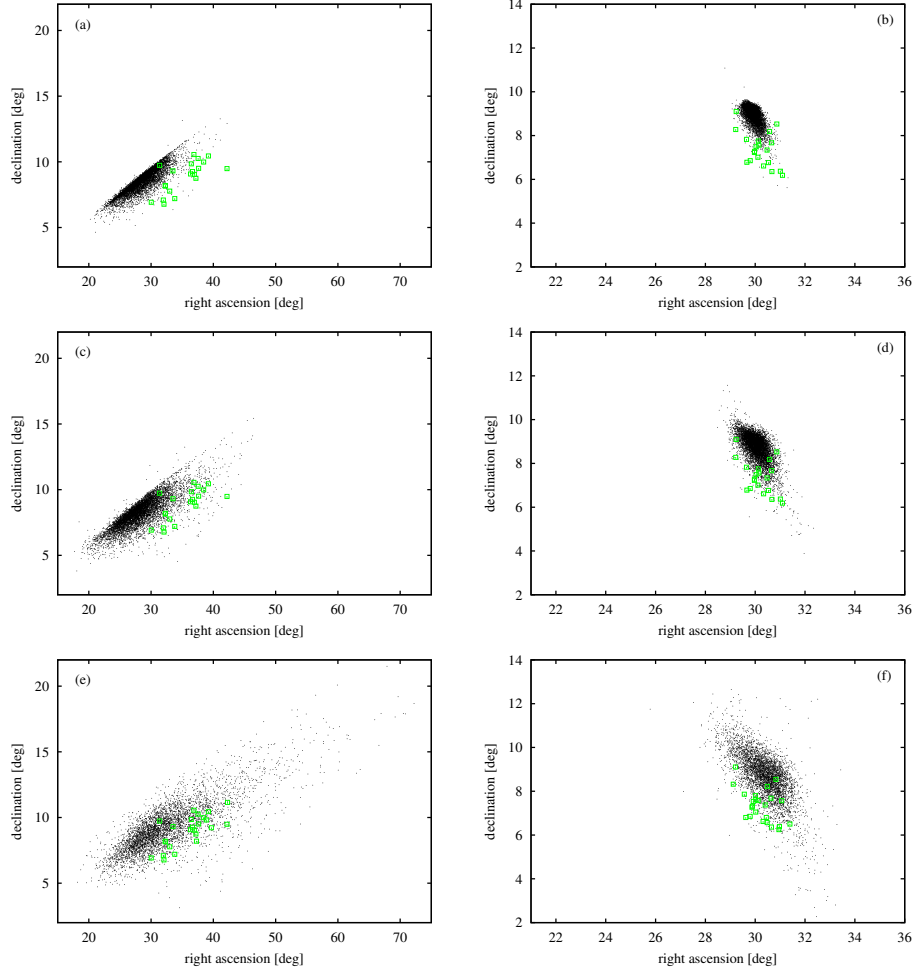 (a)
20
15
10
5
declination [deg]
20 30 40 50 60 70
right ascension [deg]
(b)
14
12
10
8
6
4
2
declination [deg]
22 24 26 28 30 32 34 36
right ascension [deg]
(c)
20
15
10
5
declination [deg]
20 30 40 50 60 70
right ascension [deg]
(d)
14
12
10
8
6
4
2
declination [deg]
22 24 26 28 30 32 34 36
right ascension [deg]
(e)
20
15
10
5
declination [deg]
20 30 40 50 60 70
right ascension [deg]
(f)
14
12
10
8
6
4
2
declination [deg]
22 24 26 28 30 32 34 36
right ascension [deg]